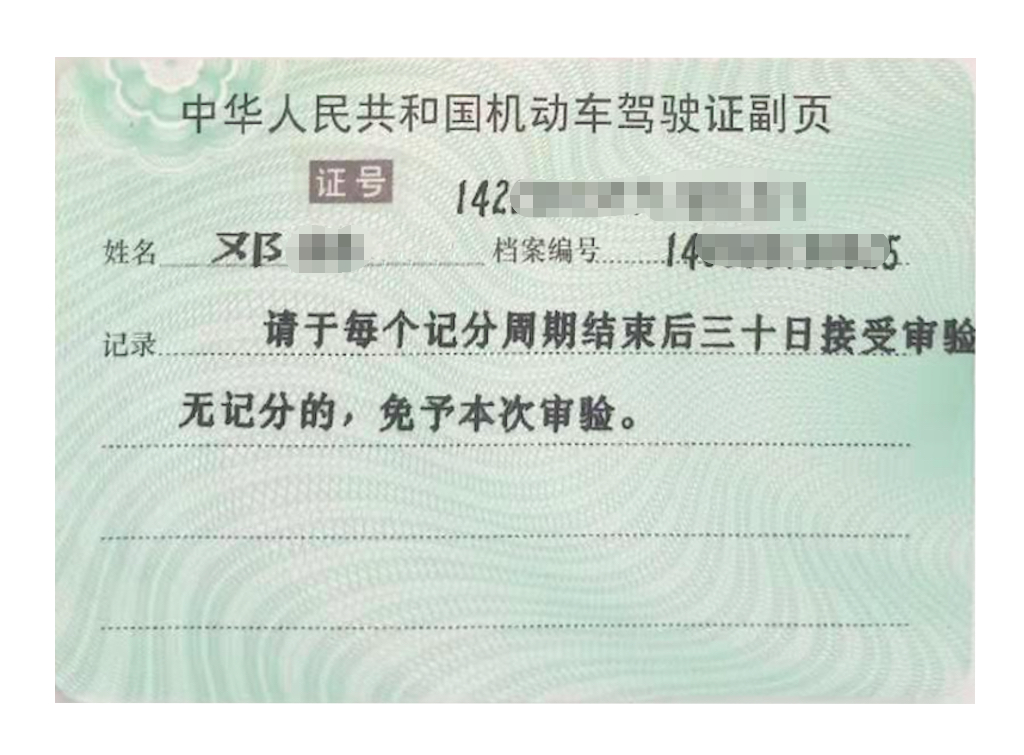 中华人民共和国机动车驾驶证副页
证号 142
姓名 邓 档案编号 14 5
记录 请于每个记分周期结束后三十日接受审验
无记分的，免予本次审验。